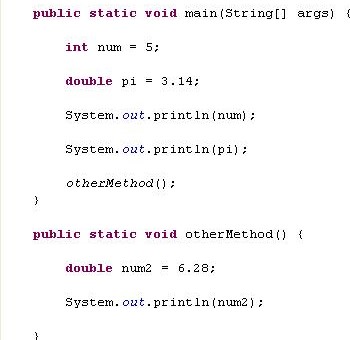 public static void main(String[] args) {
int num = 5;
double pi = 3.14;
System.out.println(num);
System.out.println(pi);
otherMethod();
}
public static void otherMethod() {
double num2 = 6.28;
System.out.println(num2);
}